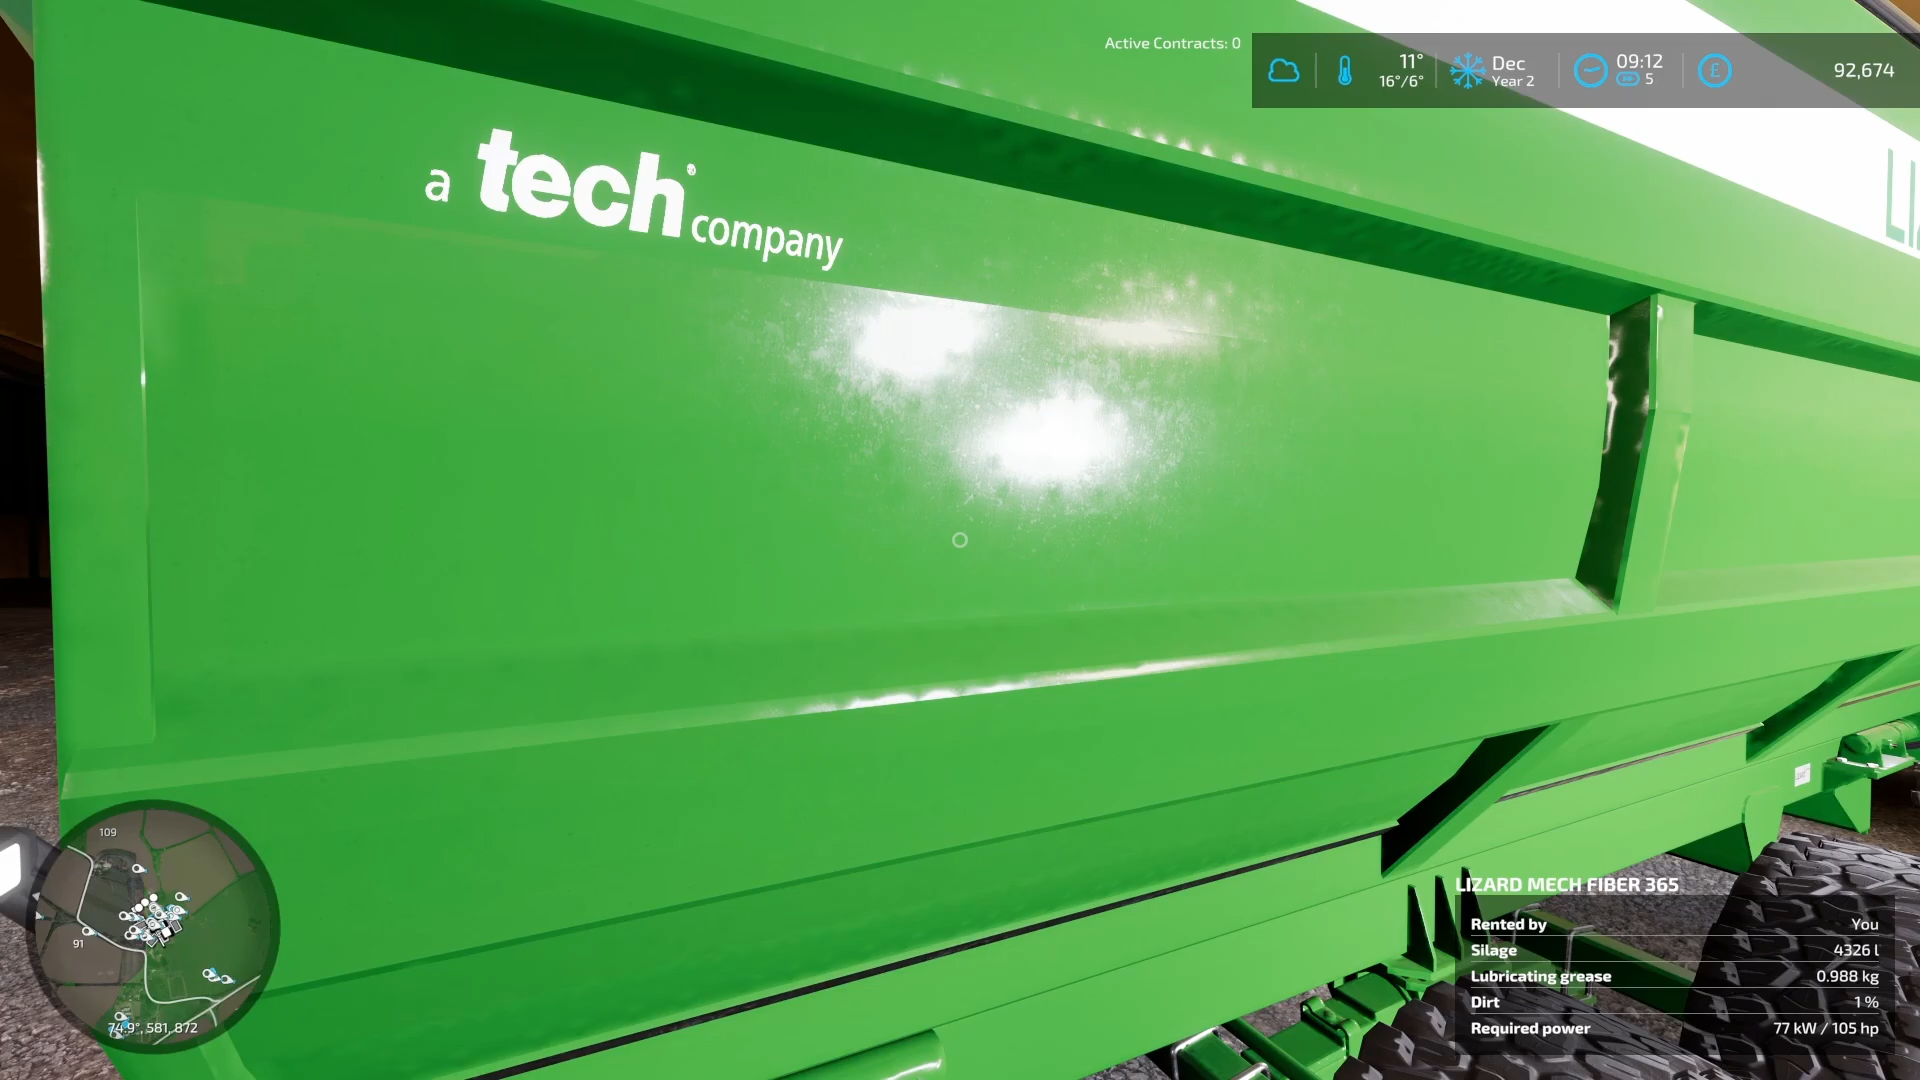 Active Contracts: 0
11°
16°/6°
Dec
Year 2
09:12
5
£
92,674
a tech company
109
91
74.9°, 581, 872
LIZARD MECH FIBER 365
Rented by You
Silage 4326 l
Lubricating grease 0.988 kg
Dirt 1 %
Required power 77 kW / 105 hp